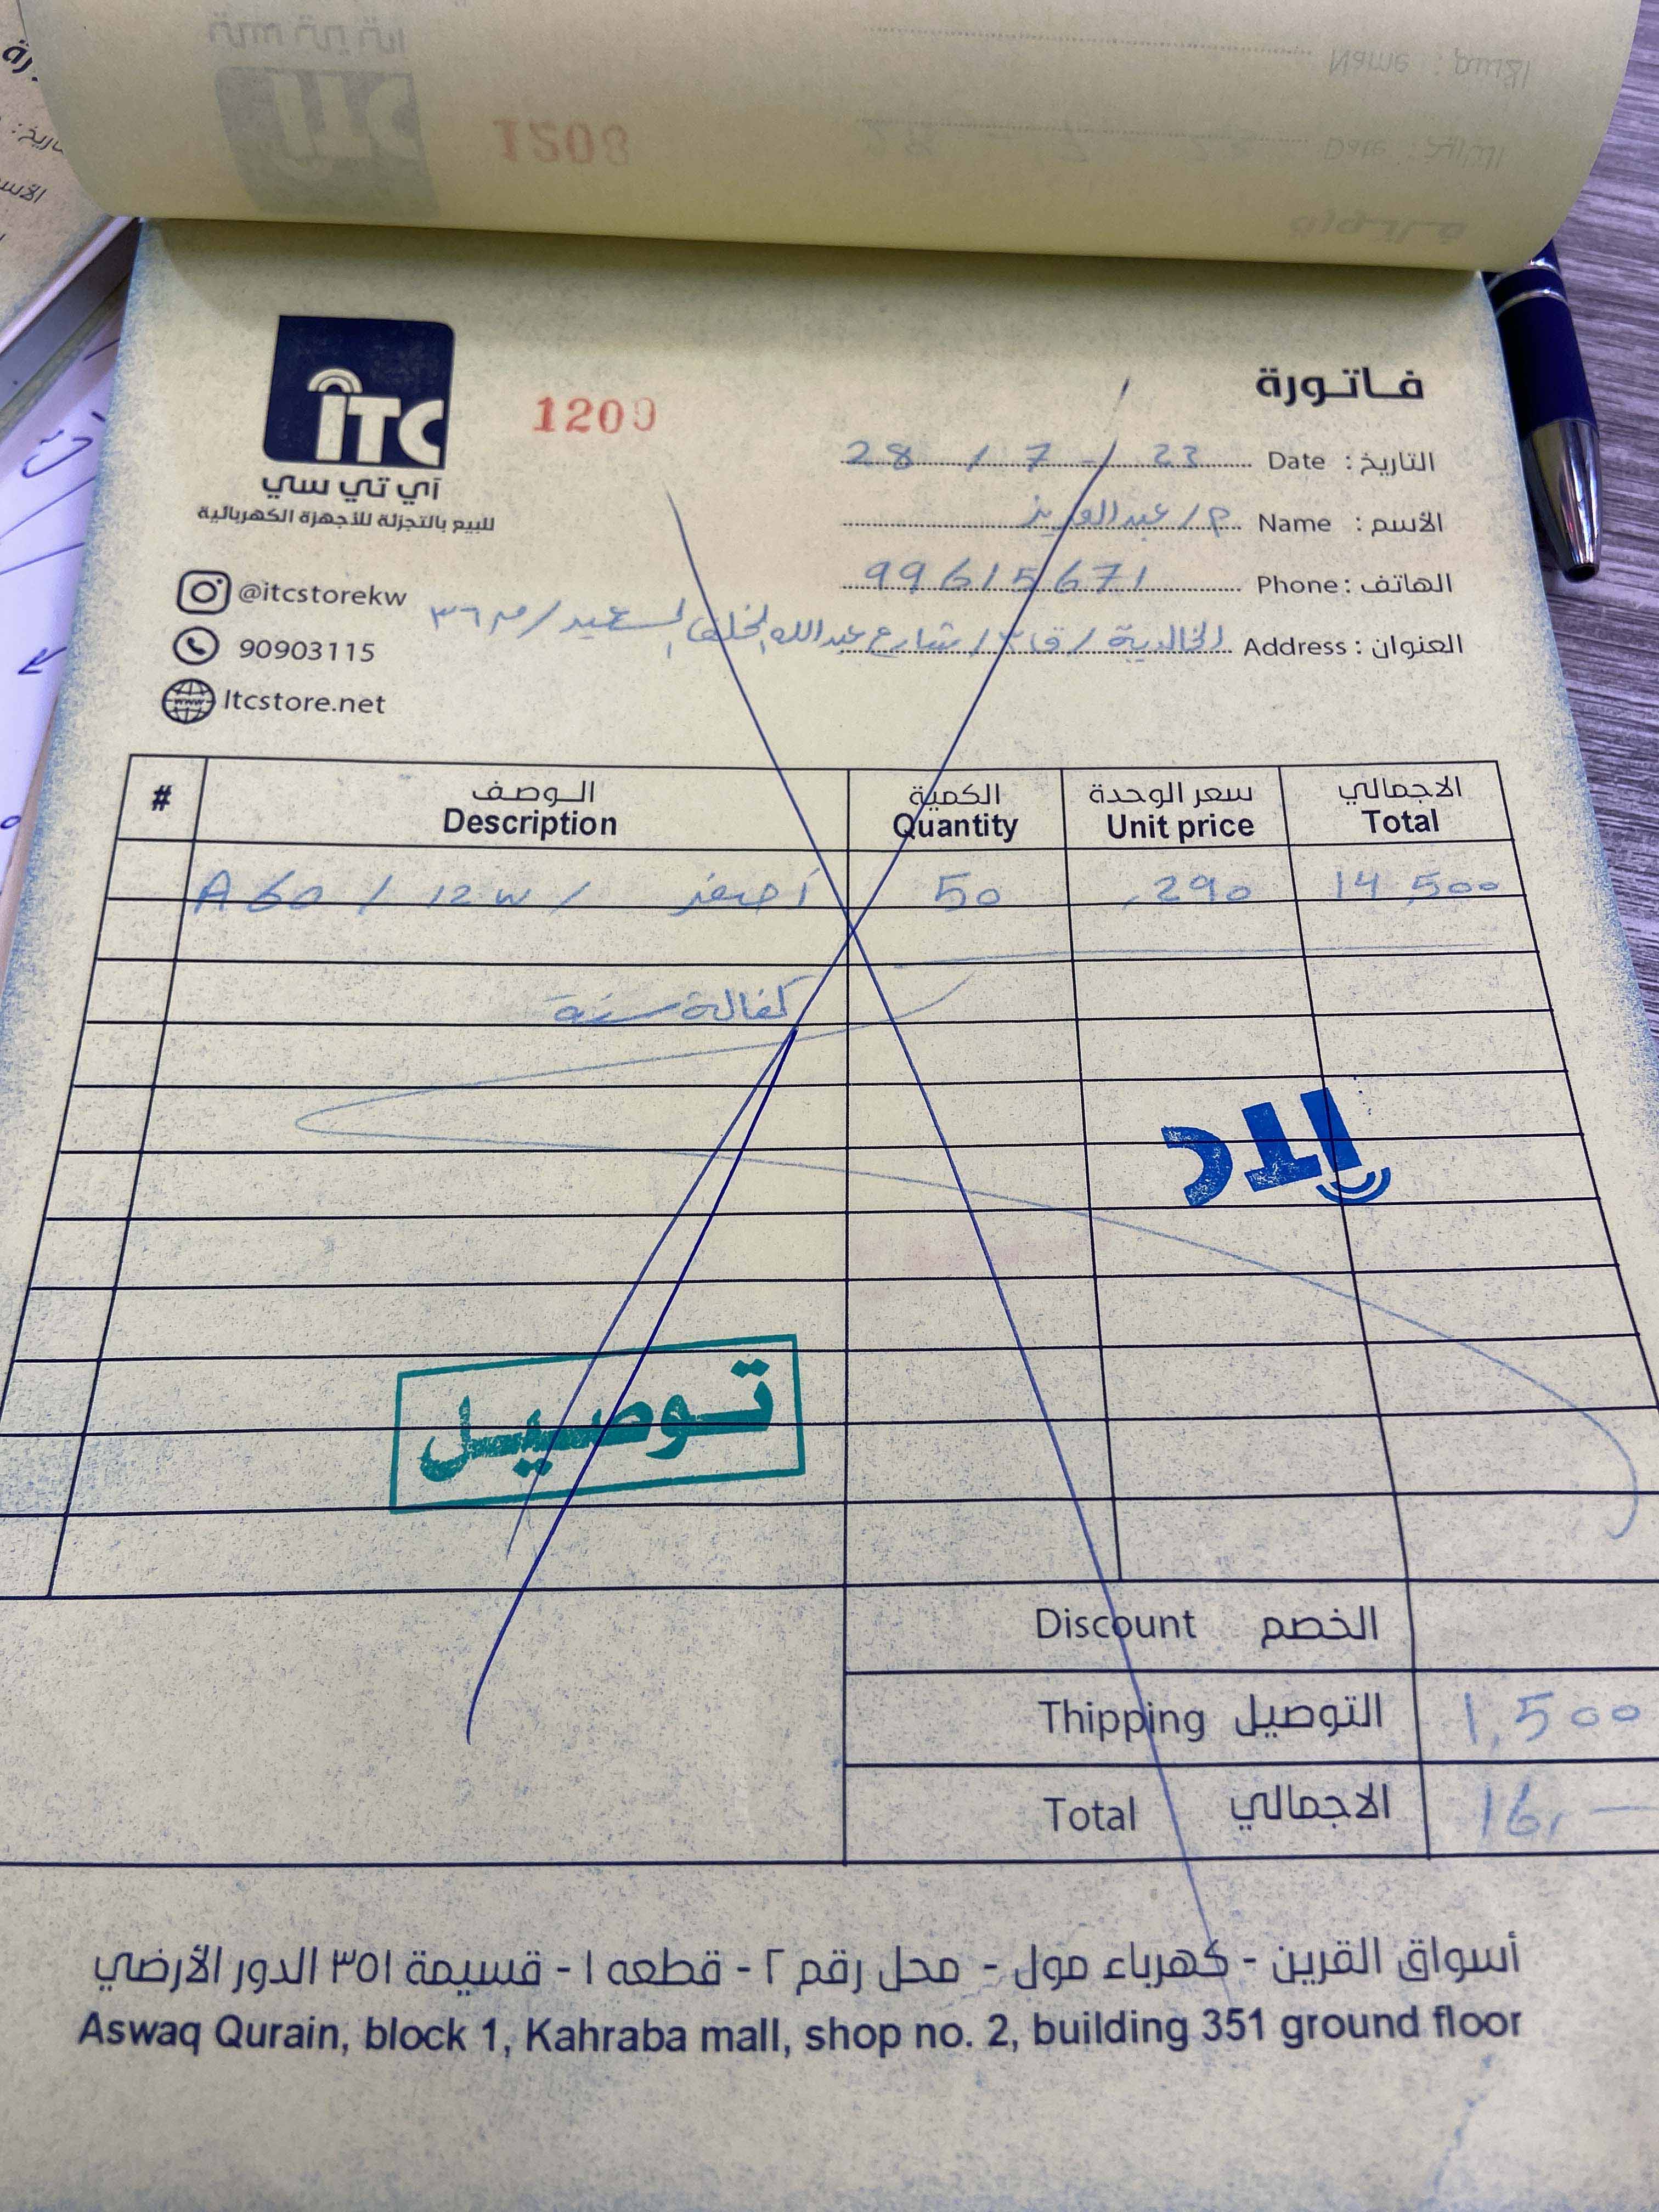 فاتورة
ITC
آي تي سي
للبيع بالتجزئة للأجهزة الكهربائية
1209
التاريخ : Date 28 / 7 - / 23
الأسم : Name م/ عبدالعزيز
الهاتف : Phone 99615671
العنوان : Address الخالدية / ق٣ / شارع عبدالله الخلف السعيد / م٣٦
@itcstorekw
90903115
Itcstore.net
# الوصف الكمية سعر الوحدة الاجمالي
Description Quantity Unit price Total
A60 / 12W / أصفر 50 ,290 14,500
كفالة سنة
ITC
توصيل
Discount الخصم
Thipping التوصيل 1,500
Total الاجمالي 16,—
أسواق القرين - كهرباء مول - محل رقم ٢ - قطعه ١ - قسيمة ٣٥١ الدور الأرضي
Aswaq Qurain, block 1, Kahraba mall, shop no. 2, building 351 ground floor